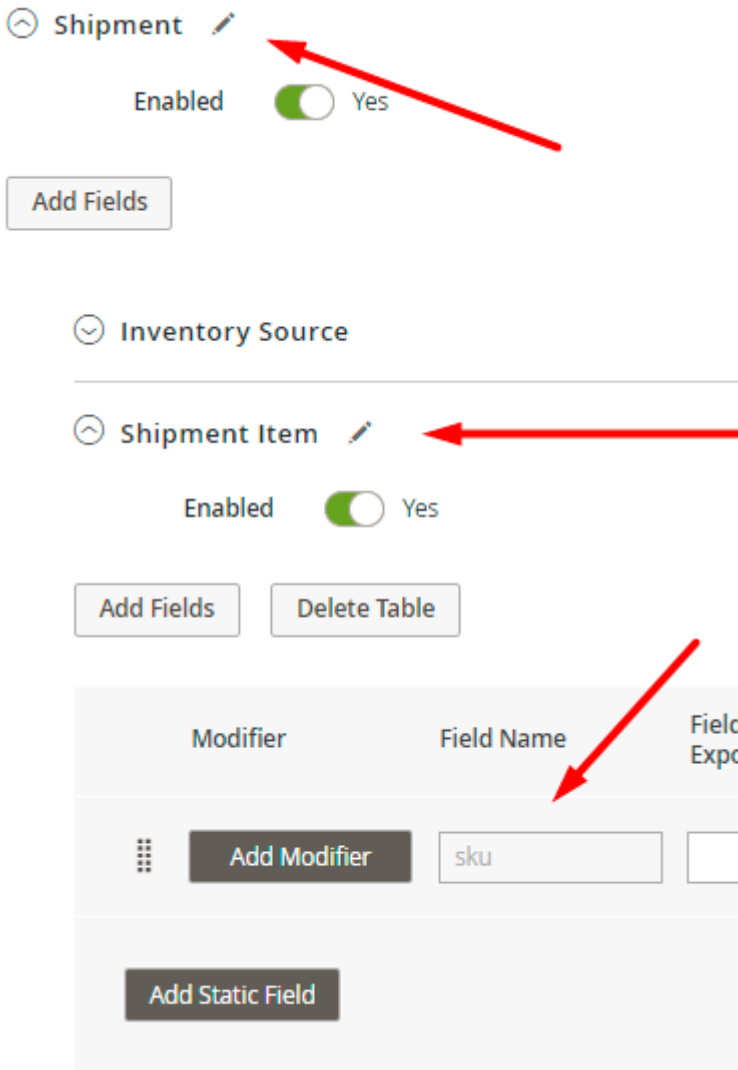 Shipment
Enabled Yes
Add Fields
Inventory Source
Shipment Item
Enabled Yes
Add Fields Delete Table
Modifier Field Name
Add Modifier sku
Add Static Field